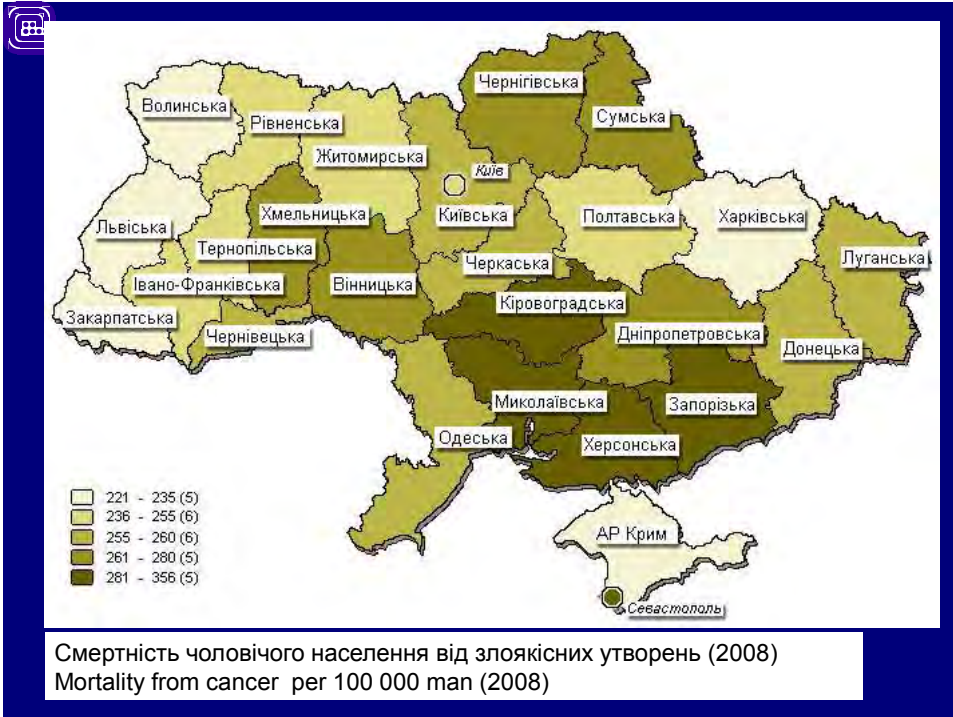 Чернігівська
Волинська
Сумська
Рівненська
Житомирська
Київ
Хмельницька
Київська
Полтавська
Харківська
Львіська
Тернопільська
Луганська
Черкаська
Івано-Франківська
Вінницька
Кіровоградська
Закарпатська
Чернівецька
Дніпропетровська
Донецька
Миколаївська
Запорізька
Одеська
Херсонська
221 - 235 (5)
236 - 255 (6)
255 - 260 (6)
261 - 280 (5)
281 - 356 (5)
АР Крим
Севастополь
Смертність чоловічого населення від злоякісних утворень (2008)
Mortality from cancer per 100 000 man (2008)